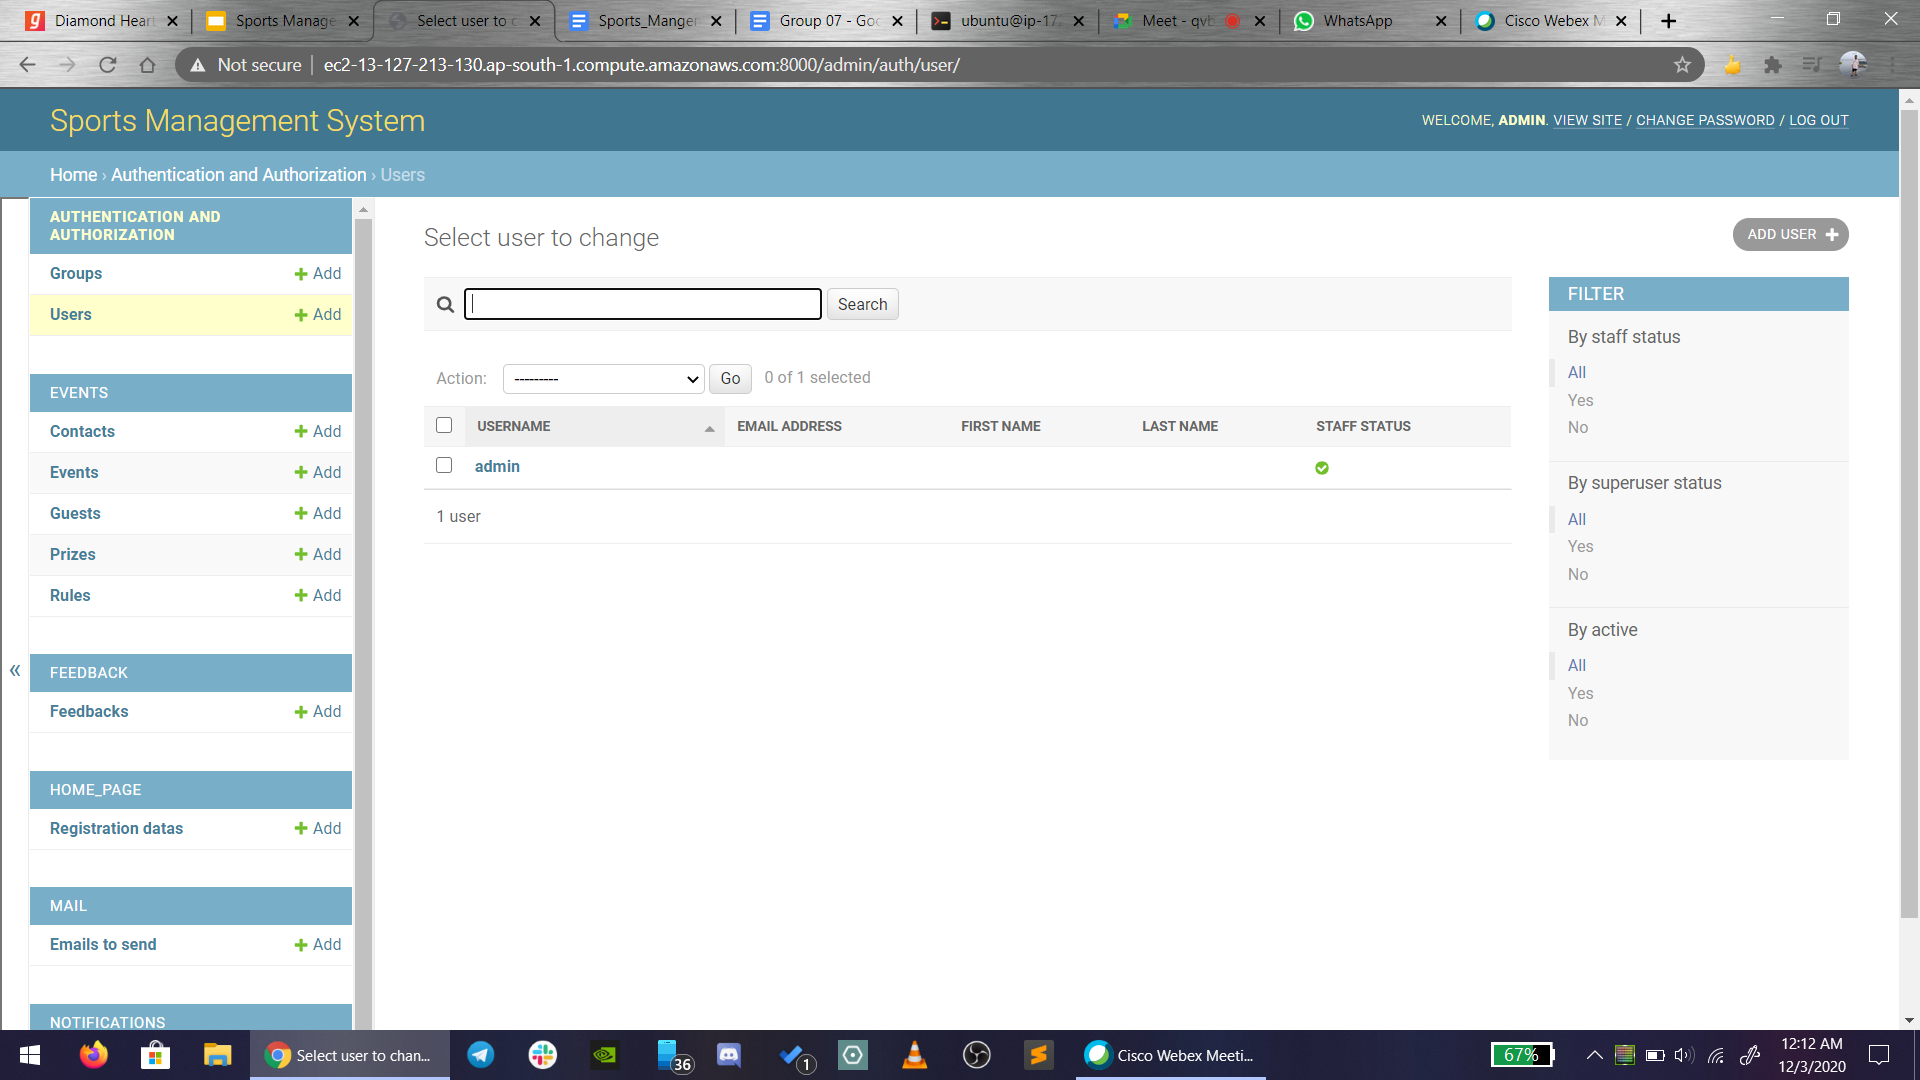 Diamond Heart
Sports Manage
Select user to c
Sports_Manger
Group 07 - Goo
ubuntu@ip-17
Meet - qvb
WhatsApp
Cisco Webex M
Not secure
ec2-13-127-213-130.ap-south-1.compute.amazonaws.com:8000/admin/auth/user/
Sports Management System
WELCOME, ADMIN. VIEW SITE / CHANGE PASSWORD / LOG OUT
Home › Authentication and Authorization › Users
AUTHENTICATION AND
AUTHORIZATION
Groups
Add
Users
Add
EVENTS
Contacts
Add
Events
Add
Guests
Add
Prizes
Add
Rules
Add
FEEDBACK
Feedbacks
Add
HOME_PAGE
Registration datas
Add
MAIL
Emails to send
Add
NOTIFICATIONS
Select user to change
ADD USER
Search
Action:
---------
Go
0 of 1 selected
USERNAME
EMAIL ADDRESS
FIRST NAME
LAST NAME
STAFF STATUS
admin
1 user
FILTER
By staff status
All
Yes
No
By superuser status
All
Yes
No
By active
All
Yes
No
Select user to chan...
36
1
Cisco Webex Meeti...
67%
12:12 AM
12/3/2020